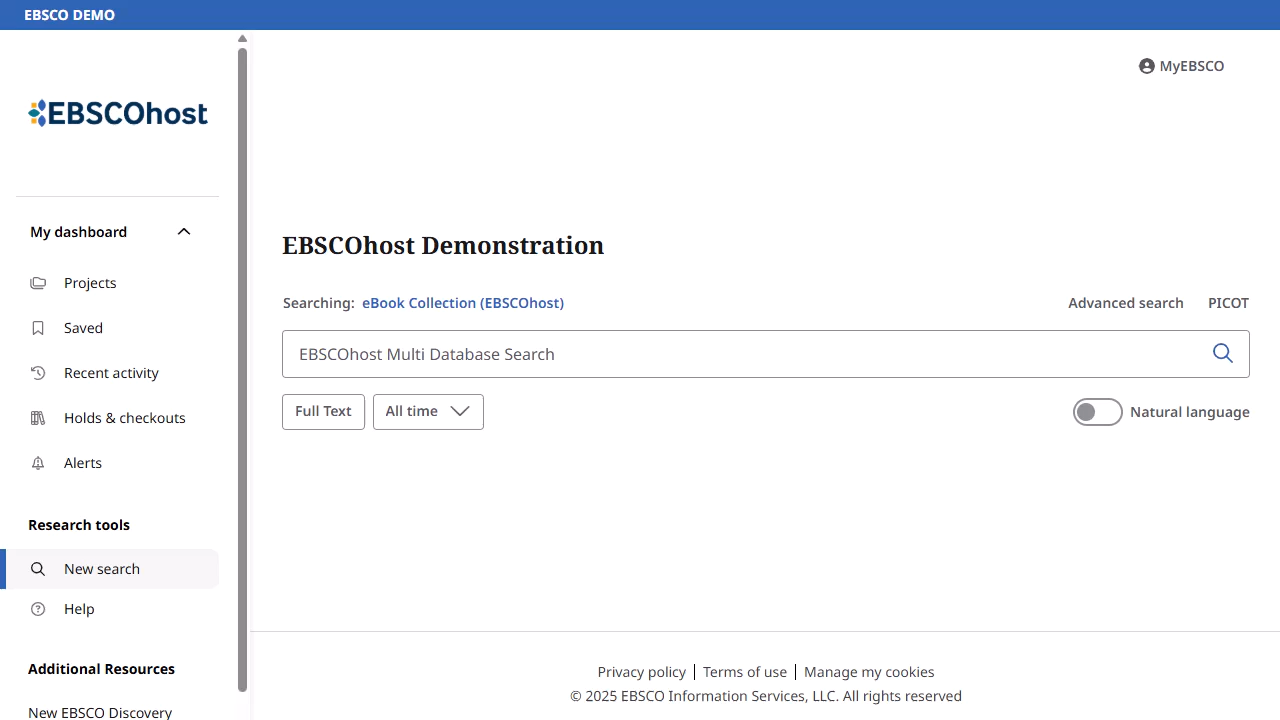 EBSCO DEMO
EBSCOhost
My dashboard
Projects
Saved
Recent activity
Holds & checkouts
Alerts
Research tools
New search
Help
Additional Resources
New EBSCO Discovery
MyEBSCO
EBSCOhost Demonstration
Searching: eBook Collection (EBSCOhost)
Advanced search PICOT
EBSCOhost Multi Database Search
Full Text All time Natural language
Privacy policy Terms of use Manage my cookies
© 2025 EBSCO Information Services, LLC. All rights reserved